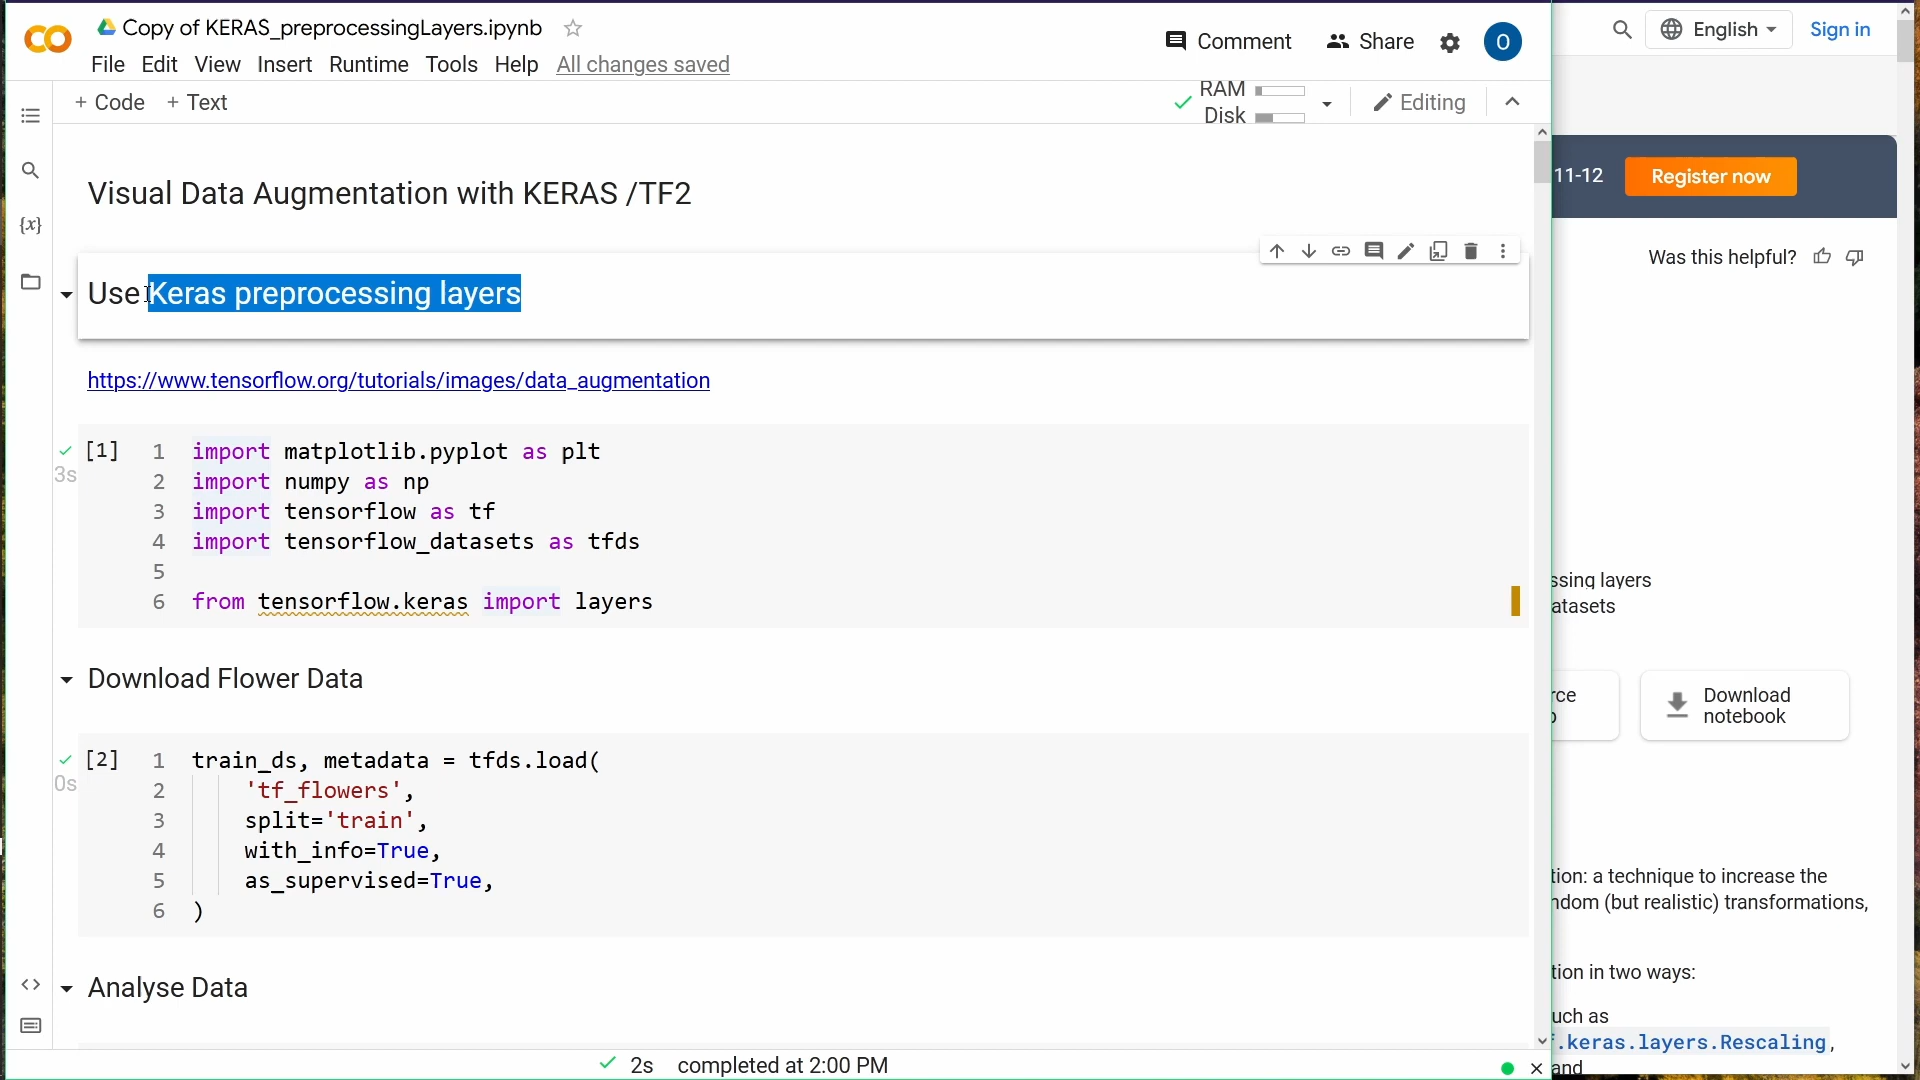 Copy of KERAS_preprocessingLayers.ipynb
Comment
Share
O
File Edit View Insert Runtime Tools Help All changes saved
+ Code + Text
RAM
Disk
Editing
Visual Data Augmentation with KERAS /TF2
Use Keras preprocessing layers
https://www.tensorflow.org/tutorials/images/data_augmentation
[1]
3s
1 import matplotlib.pyplot as plt
2 import numpy as np
3 import tensorflow as tf
4 import tensorflow_datasets as tfds
5
6 from tensorflow.keras import layers
Download Flower Data
[2]
0s
1 train_ds, metadata = tfds.load(
2 'tf_flowers',
3 split='train',
4 with_info=True,
5 as_supervised=True,
6 )
Analyse Data
2s completed at 2:00 PM
English
Sign in
11-12
Register now
Was this helpful?
ssing layers
atasets
rce
Download
notebook
tion: a technique to increase the
ndom (but realistic) transformations,
tion in two ways:
uch as
f.keras.layers.Rescaling,
and